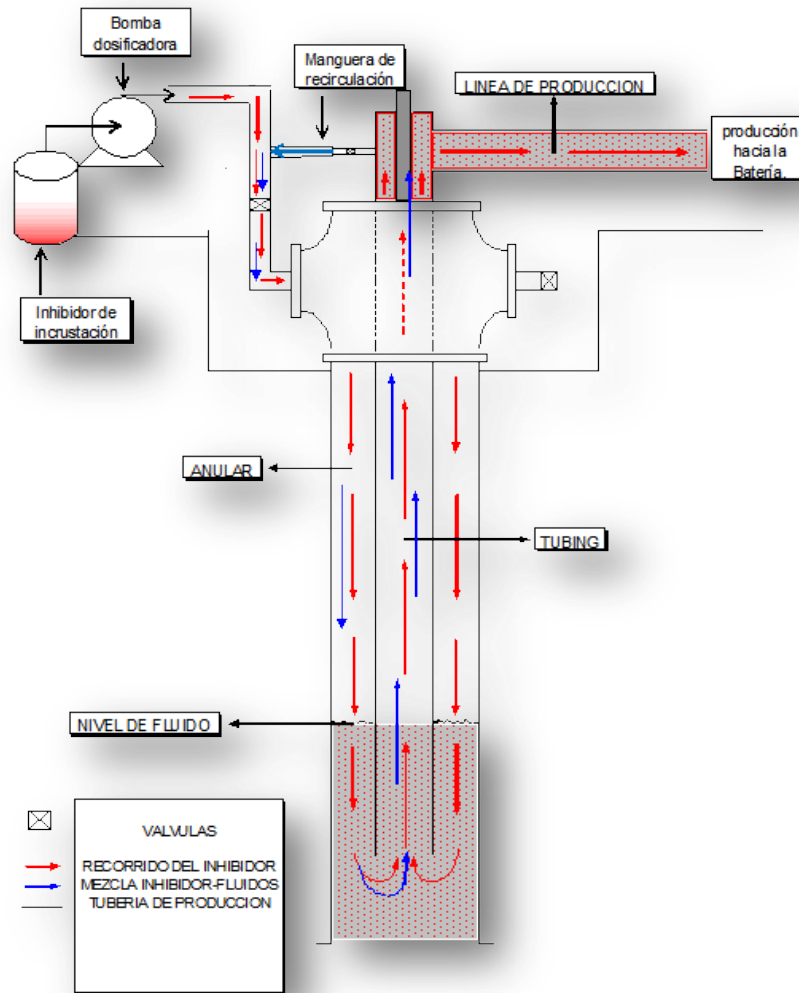 Bomba
dosificadora
Manguera de
recirculación
LINEA DE PRODUCCION
producción
hacia la
Batería.
Inhibidor de
incrustación
ANULAR
TUBING
NIVEL DE FLUIDO
VALVULAS
RECORRIDO DEL INHIBIDOR
MEZCLA INHIBIDOR-FLUIDOS
TUBERIA DE PRODUCCION